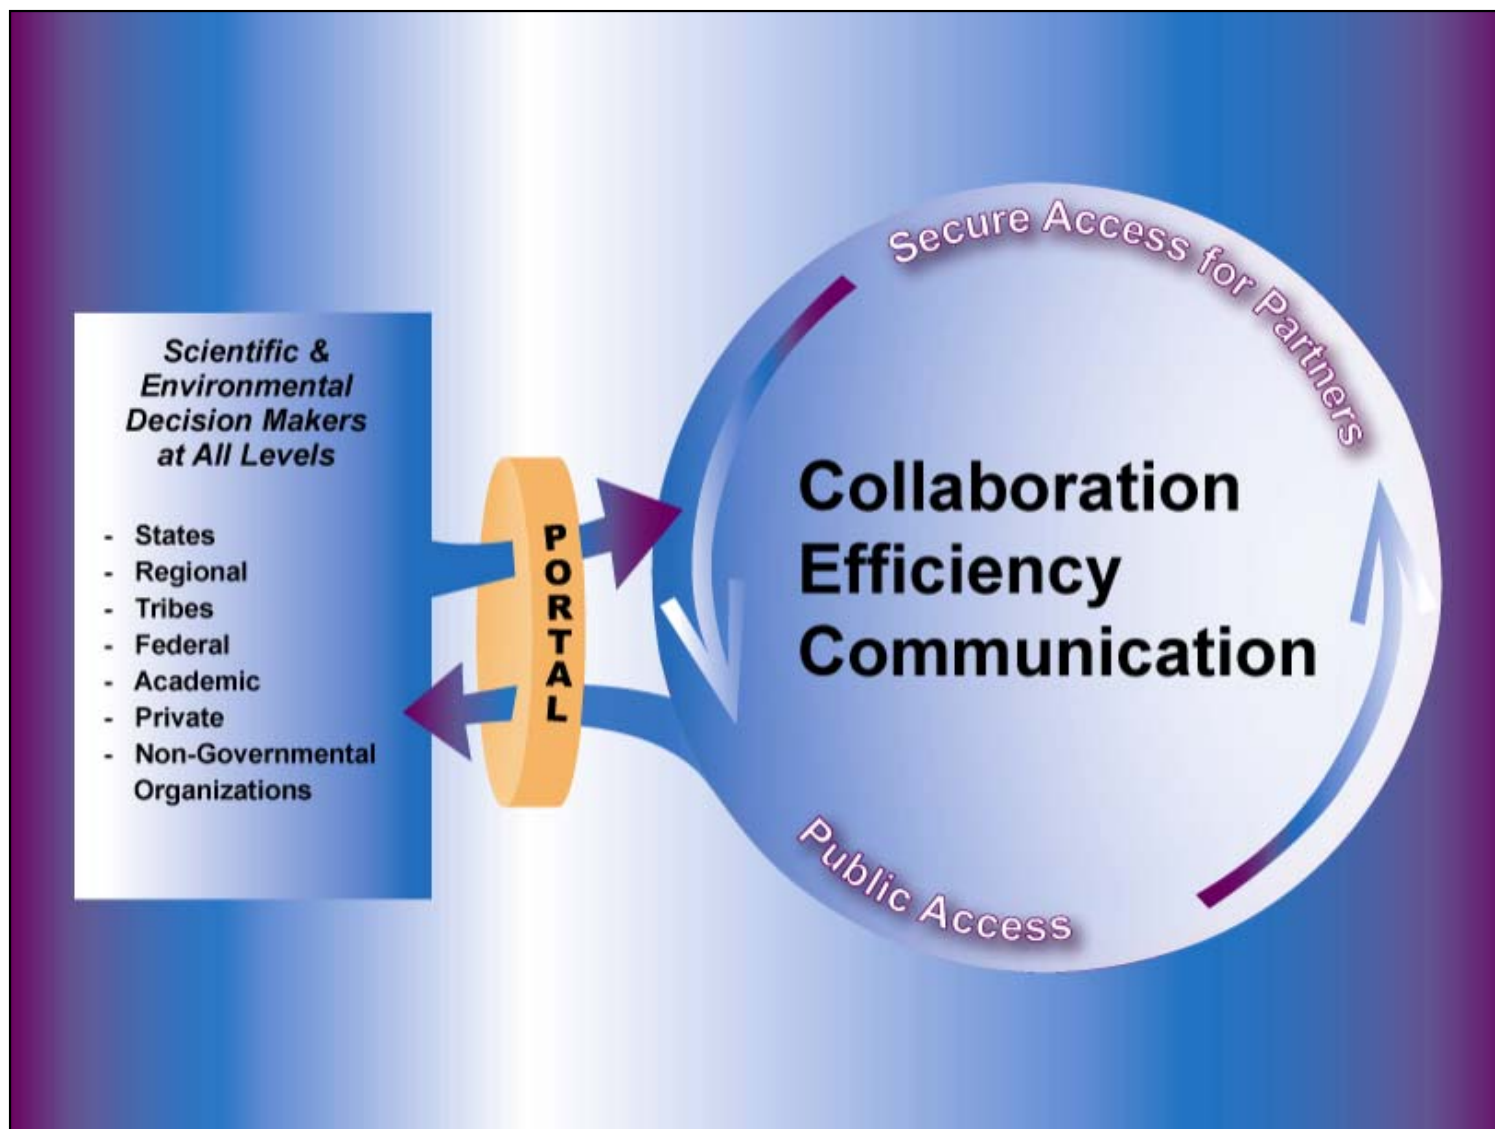 Scientific &
Environmental
Decision Makers
at All Levels
- States
- Regional
- Tribes
- Federal
- Academic
- Private
- Non-Governmental
Organizations
PORTAL
Secure Access for Partners
Collaboration
Efficiency
Communication
Public Access